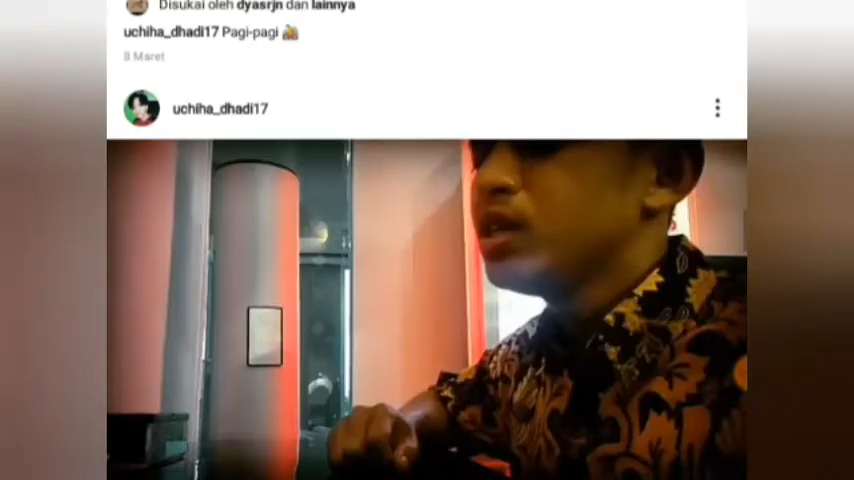 Disukai oleh dyasrjn dan lainnya
uchiha_dhadi17 Pagi-pagi
8 Maret
uchiha_dhadi17